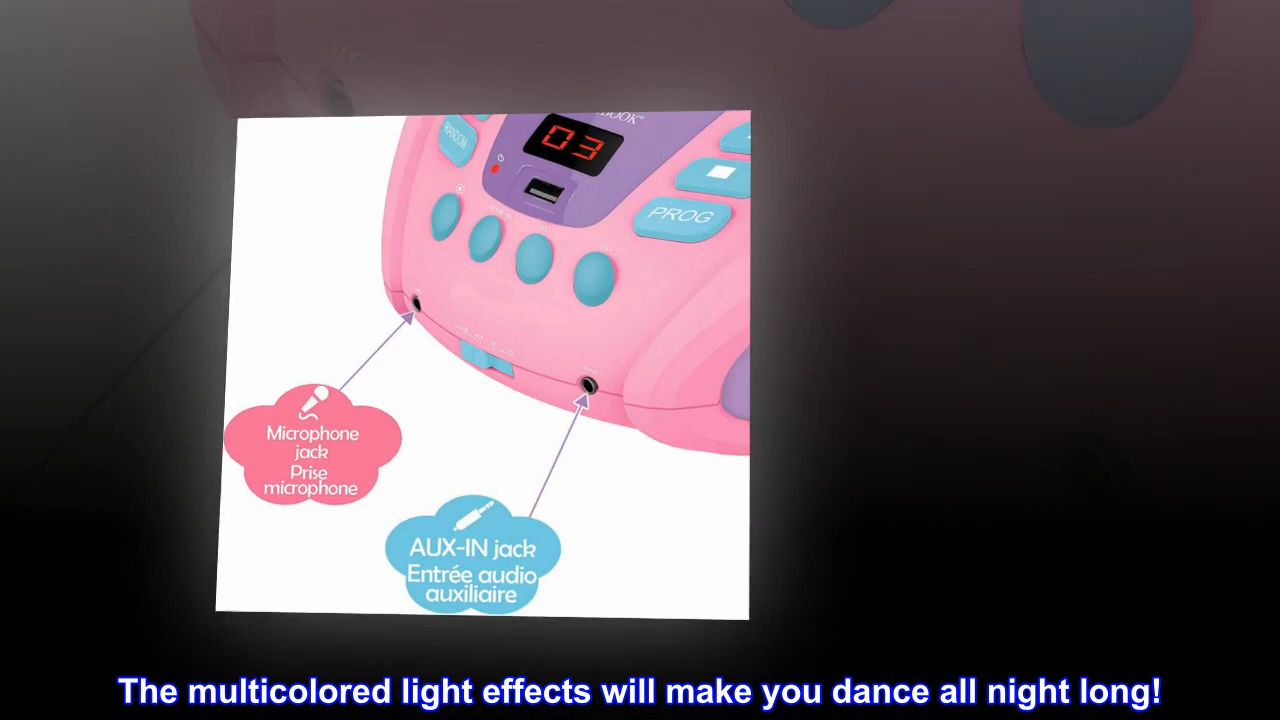 RANDOM
03
PROG
Microphone
jack
Prise
microphone
AUX-IN jack
Entrée audio
auxiliaire
The multicolored light effects will make you dance all night long!